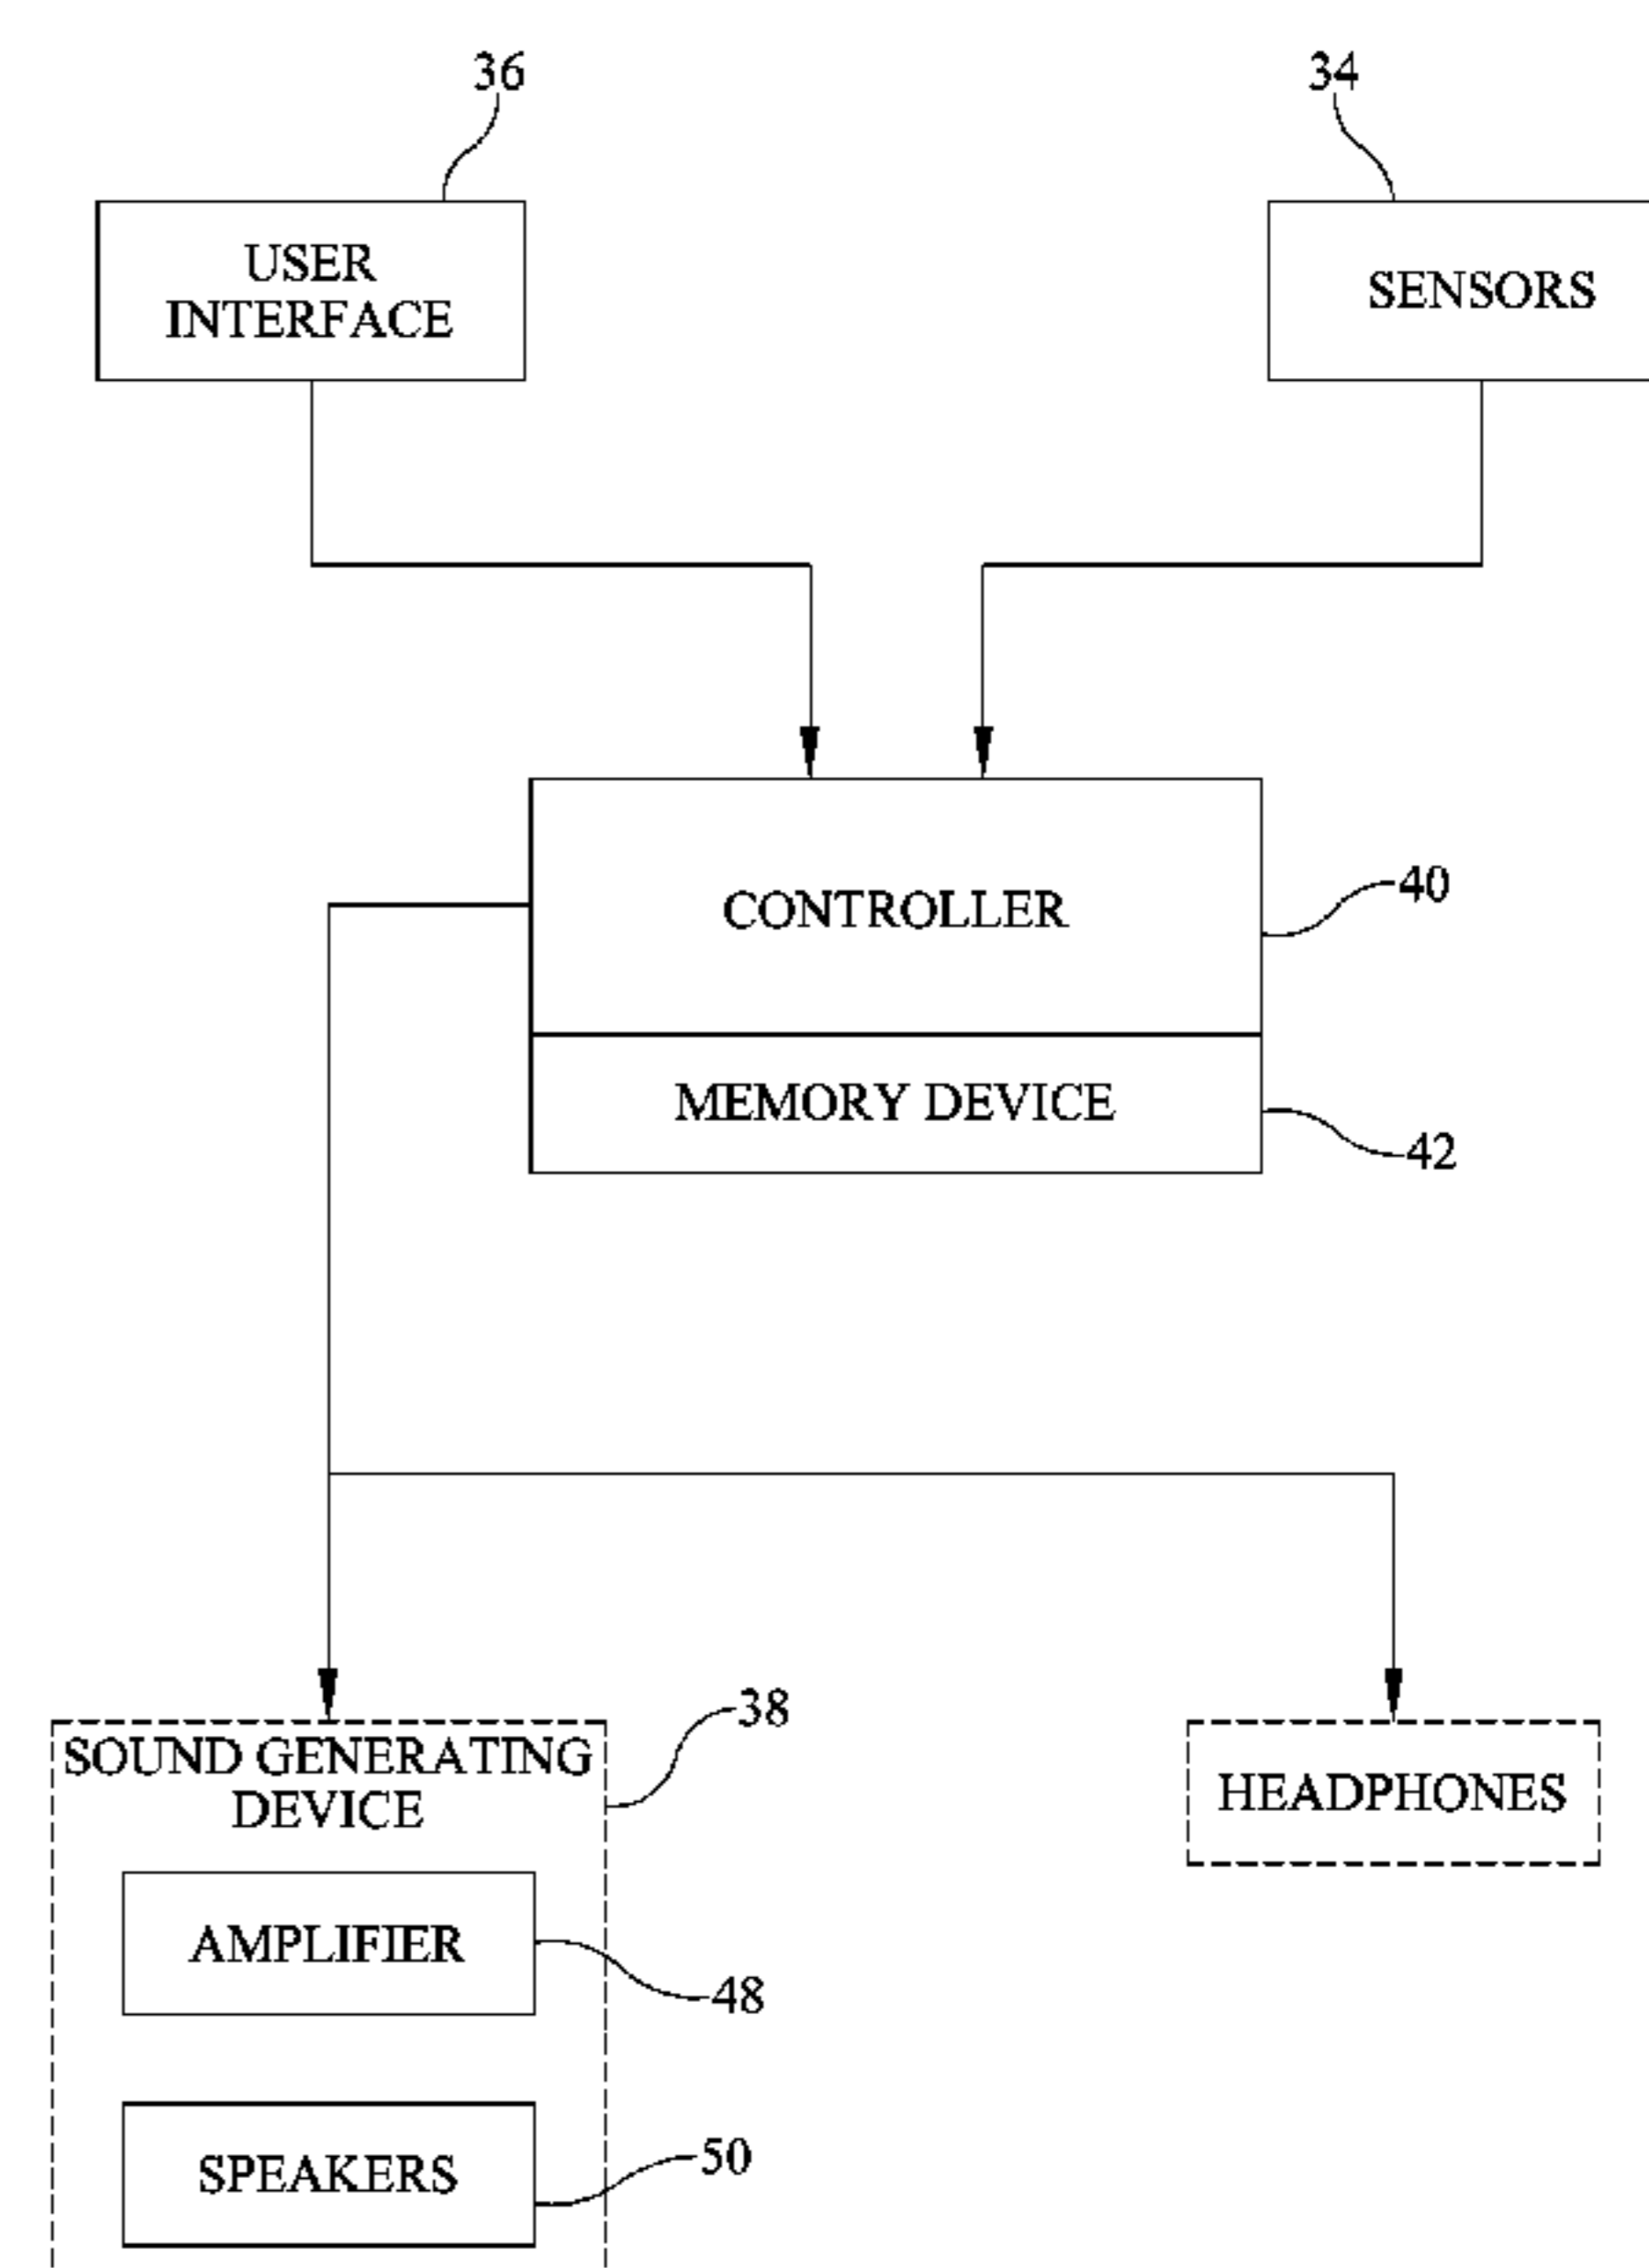 36
34
USER
INTERFACE
SENSORS
CONTROLLER
40
MEMORY DEVICE
42
38
SOUND GENERATING
DEVICE
HEADPHONES
AMPLIFIER
48
SPEAKERS
50